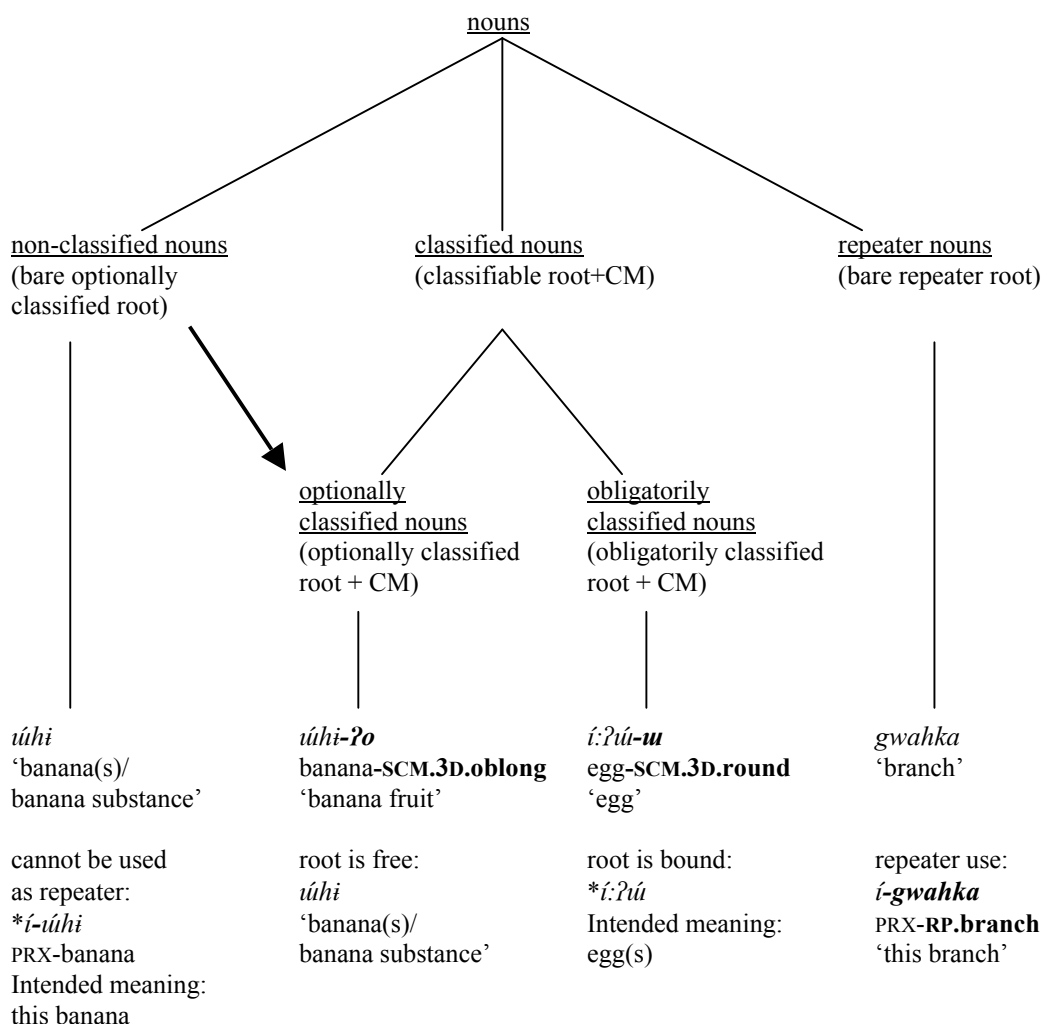 nouns
non-classified nouns
(bare optionally
classified root)
classified nouns
(classifiable root+CM)
repeater nouns
(bare repeater root)
optionally
classified nouns
(optionally classified
root + CM)
obligatorily
classified nouns
(obligatorily classified
root + CM)
ɯ́hɨ
‘banana(s)/
banana substance’
cannot be used
as repeater:
*í-ɯ́hɨ
PRX-banana
Intended meaning:
this banana
ɯ́hɨ-ʔo
banana-SCM.3D.oblong
‘banana fruit’
root is free:
ɯ́hɨ
‘banana(s)/
banana substance’
í:ʔú-ɯ
egg-SCM.3D.round
‘egg’
root is bound:
*í:ʔú
Intended meaning:
egg(s)
gwahka
‘branch’
repeater use:
í-gwahka
PRX-RP.branch
‘this branch’